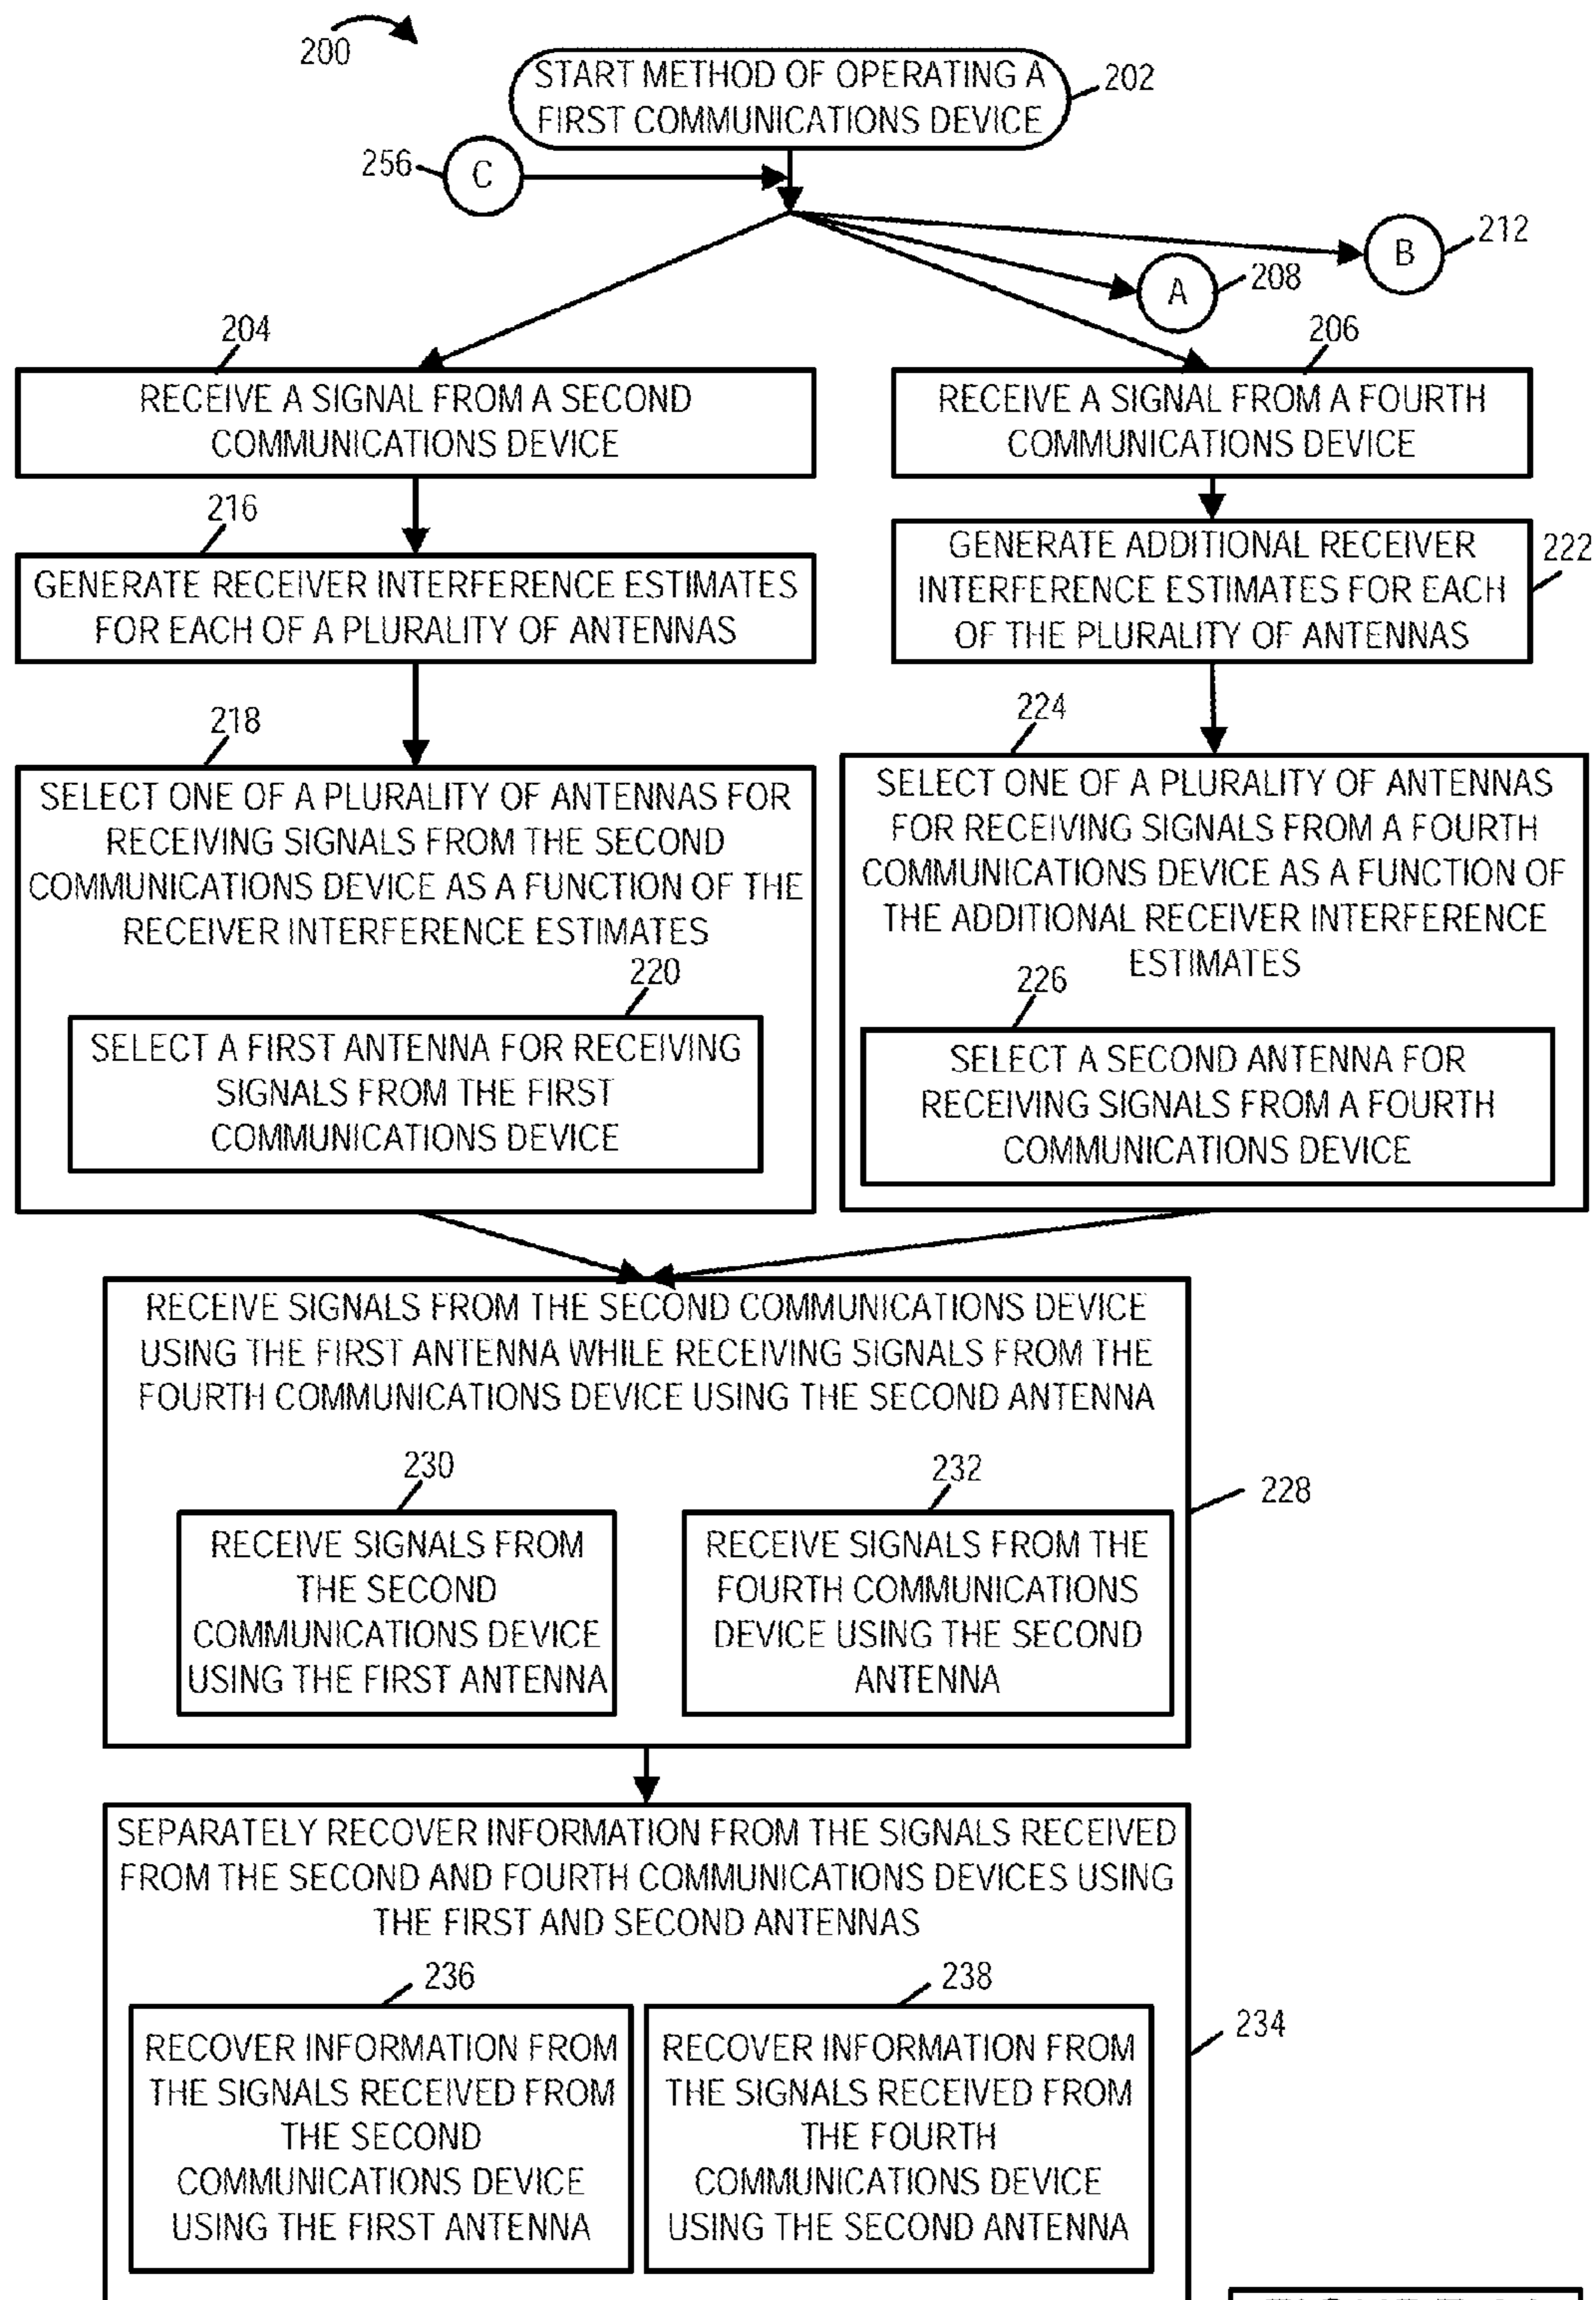 200
START METHOD OF OPERATING A
FIRST COMMUNICATIONS DEVICE
202
256
C
B
212
A
208
204
RECEIVE A SIGNAL FROM A SECOND
COMMUNICATIONS DEVICE
206
RECEIVE A SIGNAL FROM A FOURTH
COMMUNICATIONS DEVICE
216
GENERATE RECEIVER INTERFERENCE ESTIMATES
FOR EACH OF A PLURALITY OF ANTENNAS
GENERATE ADDITIONAL RECEIVER
INTERFERENCE ESTIMATES FOR EACH
OF THE PLURALITY OF ANTENNAS
222
218
SELECT ONE OF A PLURALITY OF ANTENNAS FOR
RECEIVING SIGNALS FROM THE SECOND
COMMUNICATIONS DEVICE AS A FUNCTION OF THE
RECEIVER INTERFERENCE ESTIMATES
220
SELECT A FIRST ANTENNA FOR RECEIVING
SIGNALS FROM THE FIRST
COMMUNICATIONS DEVICE
224
SELECT ONE OF A PLURALITY OF ANTENNAS
FOR RECEIVING SIGNALS FROM A FOURTH
COMMUNICATIONS DEVICE AS A FUNCTION OF
THE ADDITIONAL RECEIVER INTERFERENCE
ESTIMATES
226
SELECT A SECOND ANTENNA FOR
RECEIVING SIGNALS FROM A FOURTH
COMMUNICATIONS DEVICE
RECEIVE SIGNALS FROM THE SECOND COMMUNICATIONS DEVICE
USING THE FIRST ANTENNA WHILE RECEIVING SIGNALS FROM THE
FOURTH COMMUNICATIONS DEVICE USING THE SECOND ANTENNA
228
230
RECEIVE SIGNALS FROM
THE SECOND
COMMUNICATIONS DEVICE
USING THE FIRST ANTENNA
232
RECEIVE SIGNALS FROM THE
FOURTH COMMUNICATIONS
DEVICE USING THE SECOND
ANTENNA
SEPARATELY RECOVER INFORMATION FROM THE SIGNALS RECEIVED
FROM THE SECOND AND FOURTH COMMUNICATIONS DEVICES USING
THE FIRST AND SECOND ANTENNAS
234
236
RECOVER INFORMATION FROM
THE SIGNALS RECEIVED FROM
THE SECOND
COMMUNICATIONS DEVICE
USING THE FIRST ANTENNA
238
RECOVER INFORMATION FROM
THE SIGNALS RECEIVED FROM
THE FOURTH
COMMUNICATIONS DEVICE
USING THE SECOND ANTENNA